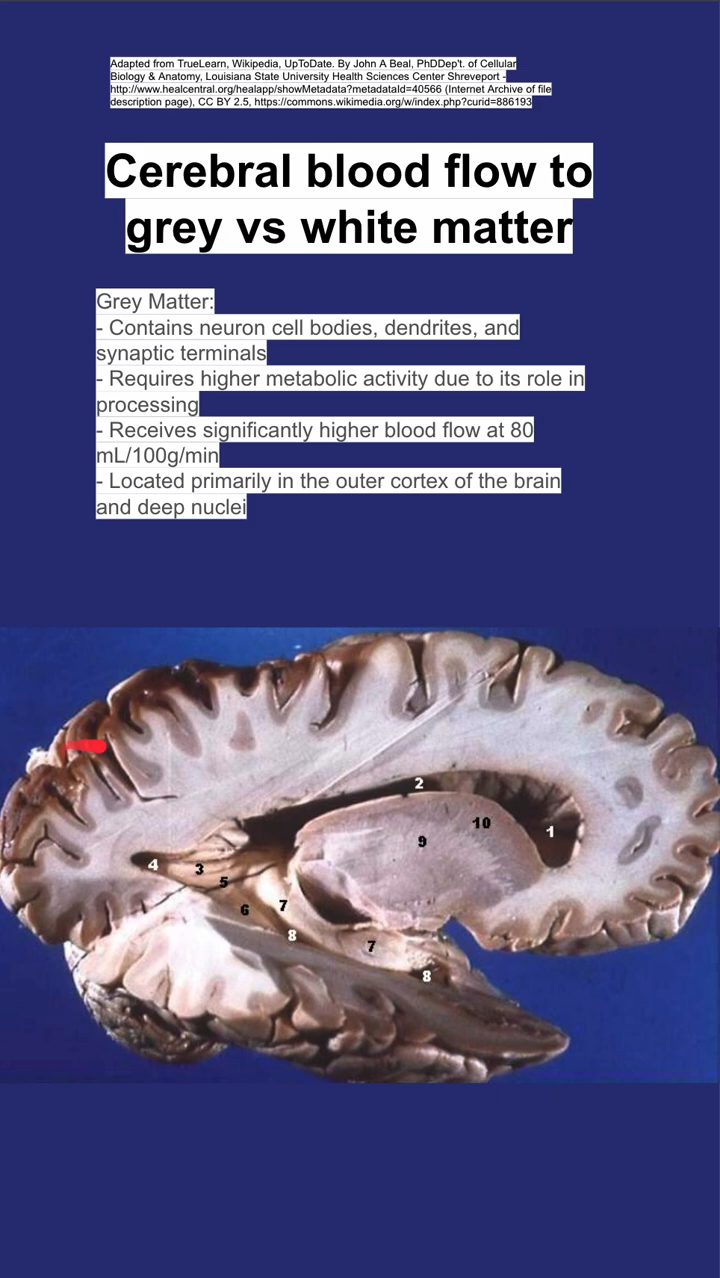 Adapted from TrueLearn, Wikipedia, UpToDate. By John A Beal, PhDDep't. of Cellular
Biology & Anatomy, Louisiana State University Health Sciences Center Shreveport -
http://www.healcentral.org/healapp/showMetadata?metadataId=40566 (Internet Archive of file
description page), CC BY 2.5, https://commons.wikimedia.org/w/index.php?curid=886193
Cerebral blood flow to
grey vs white matter
Grey Matter:
- Contains neuron cell bodies, dendrites, and
synaptic terminals
- Requires higher metabolic activity due to its role in
processing
- Receives significantly higher blood flow at 80
mL/100g/min
- Located primarily in the outer cortex of the brain
and deep nuclei
2
10
1
9
4
3
5
7
6
8
7
8